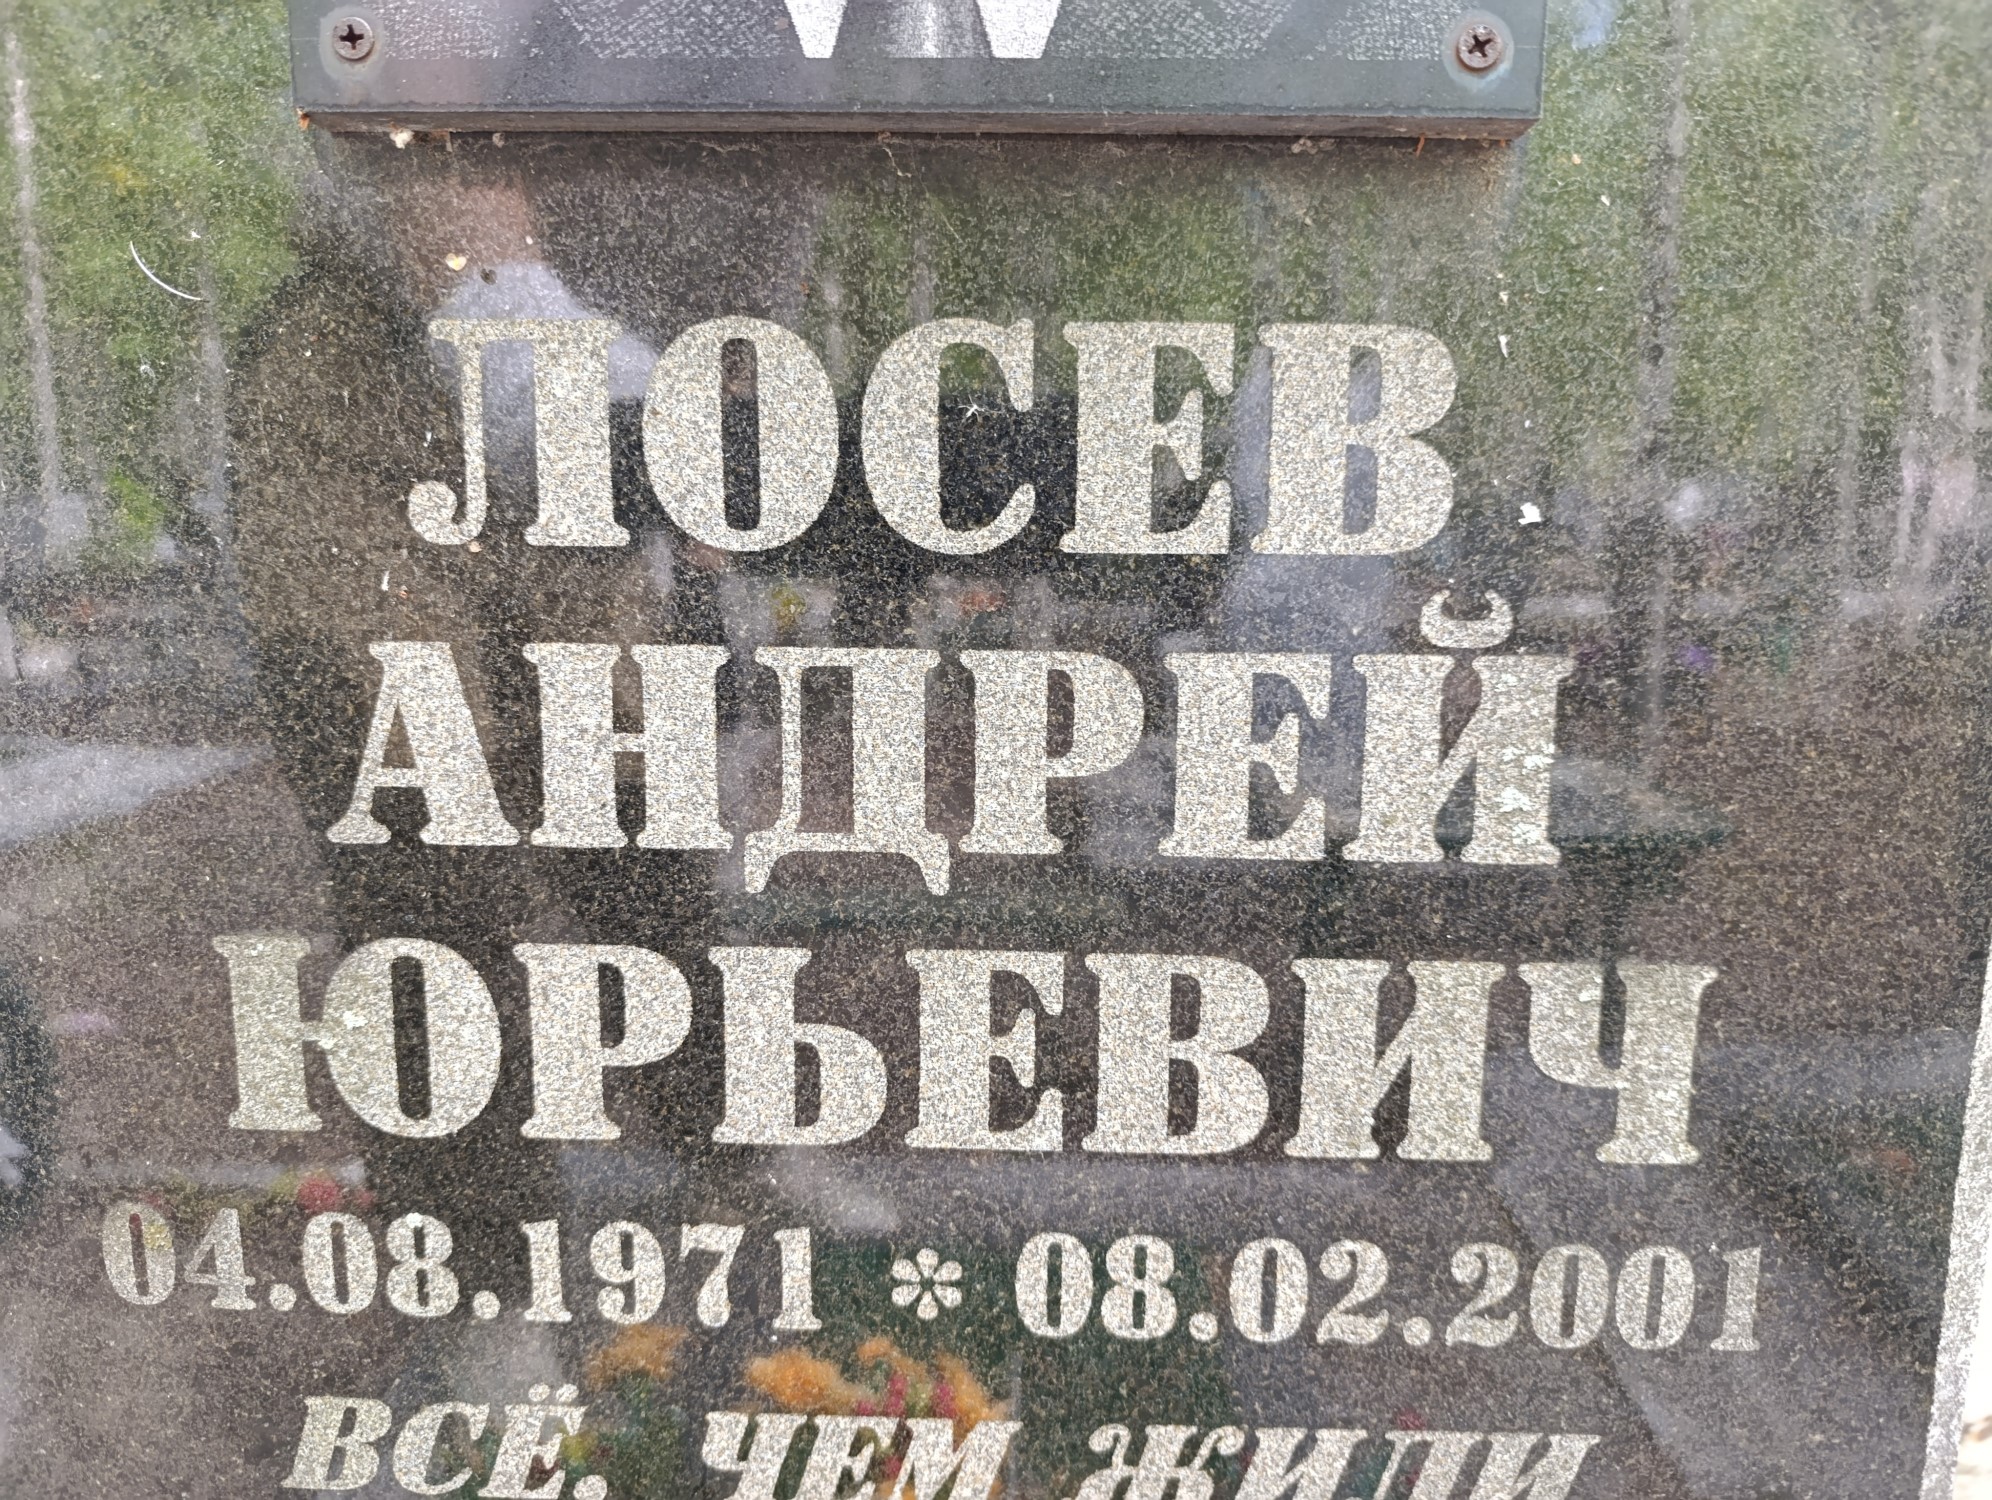 ЛОСЕВ
АНДРЕЙ
ЮРЬЕВИЧ
04.08.1971 * 08.02.2001
ВСЁ, ЧЕМ ЖИЛИ